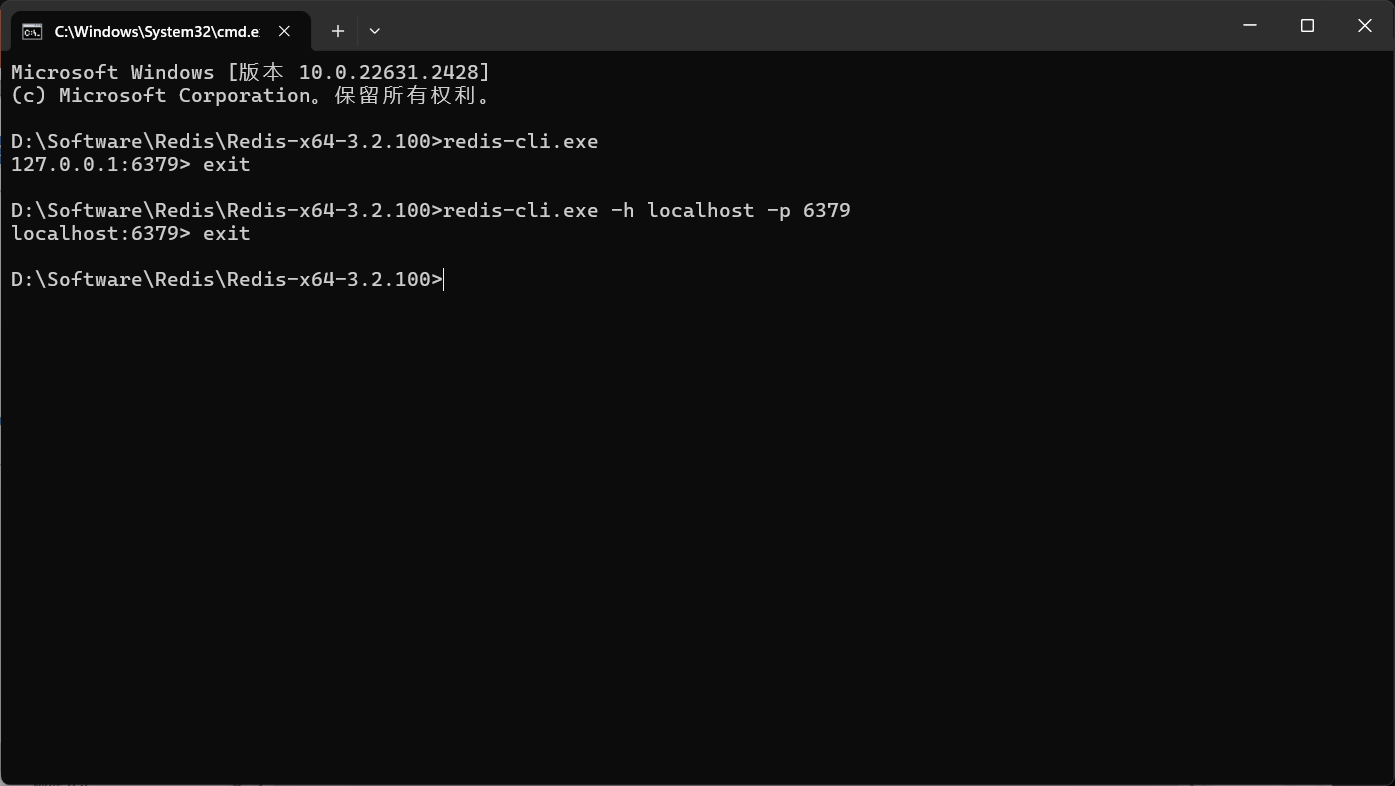 C:\Windows\System32\cmd.e
Microsoft Windows [版本 10.0.22631.2428]
(c) Microsoft Corporation。保留所有权利。
D:\Software\Redis\Redis-x64-3.2.100>redis-cli.exe
127.0.0.1:6379> exit
D:\Software\Redis\Redis-x64-3.2.100>redis-cli.exe -h localhost -p 6379
localhost:6379> exit
D:\Software\Redis\Redis-x64-3.2.100>